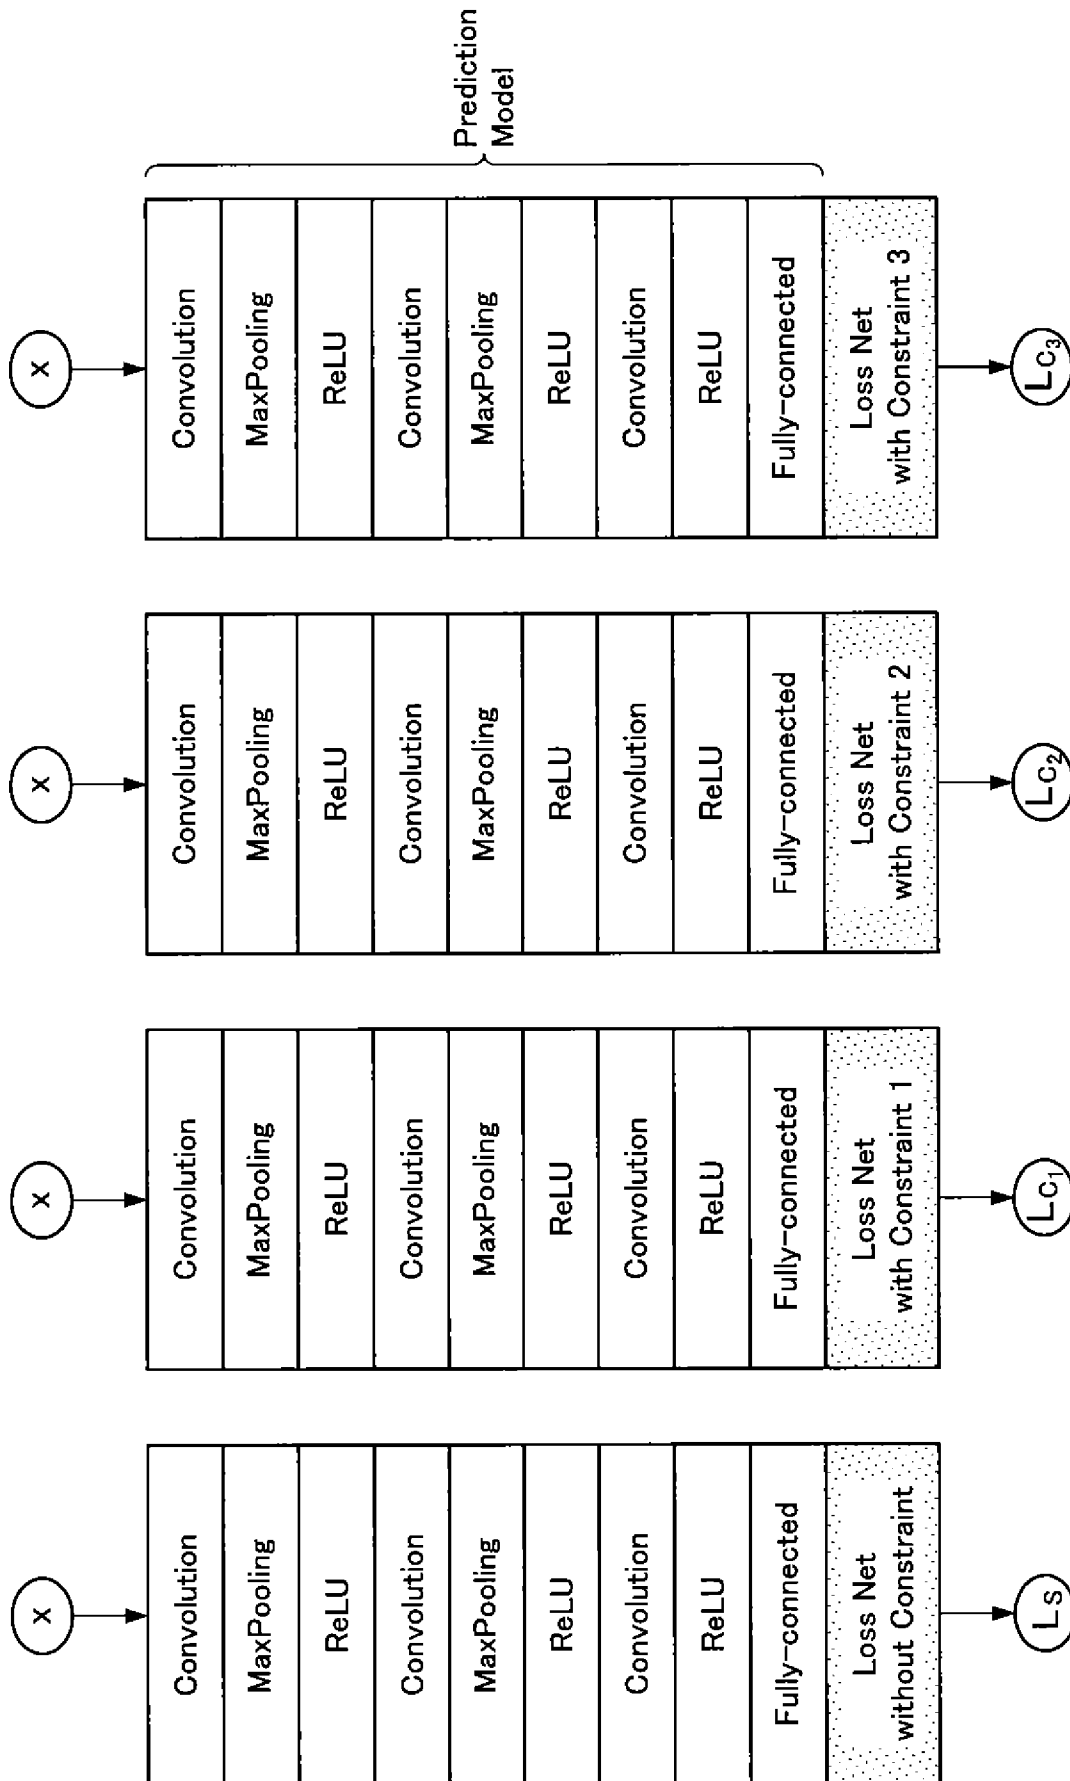 x
Convolution
MaxPooling
ReLU
Convolution
MaxPooling
ReLU
Convolution
ReLU
Fully-connected
Loss Net
without Constraint
LS
x
Convolution
MaxPooling
ReLU
Convolution
MaxPooling
ReLU
Convolution
ReLU
Fully-connected
Loss Net
with Constraint 1
LC1
x
Convolution
MaxPooling
ReLU
Convolution
MaxPooling
ReLU
Convolution
ReLU
Fully-connected
Loss Net
with Constraint 2
LC2
x
Convolution
MaxPooling
ReLU
Convolution
MaxPooling
ReLU
Convolution
ReLU
Fully-connected
Loss Net
with Constraint 3
LC3
Prediction
Model